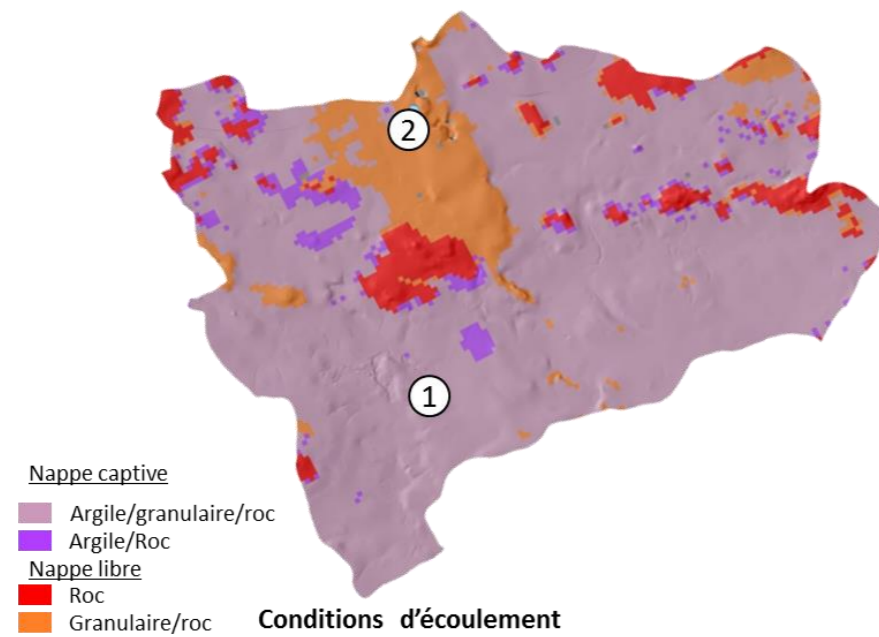 2
1
Nappe captive
Argile/granulaire/roc
Argile/Roc
Nappe libre
Roc
Granulaire/roc
Conditions d'écoulement